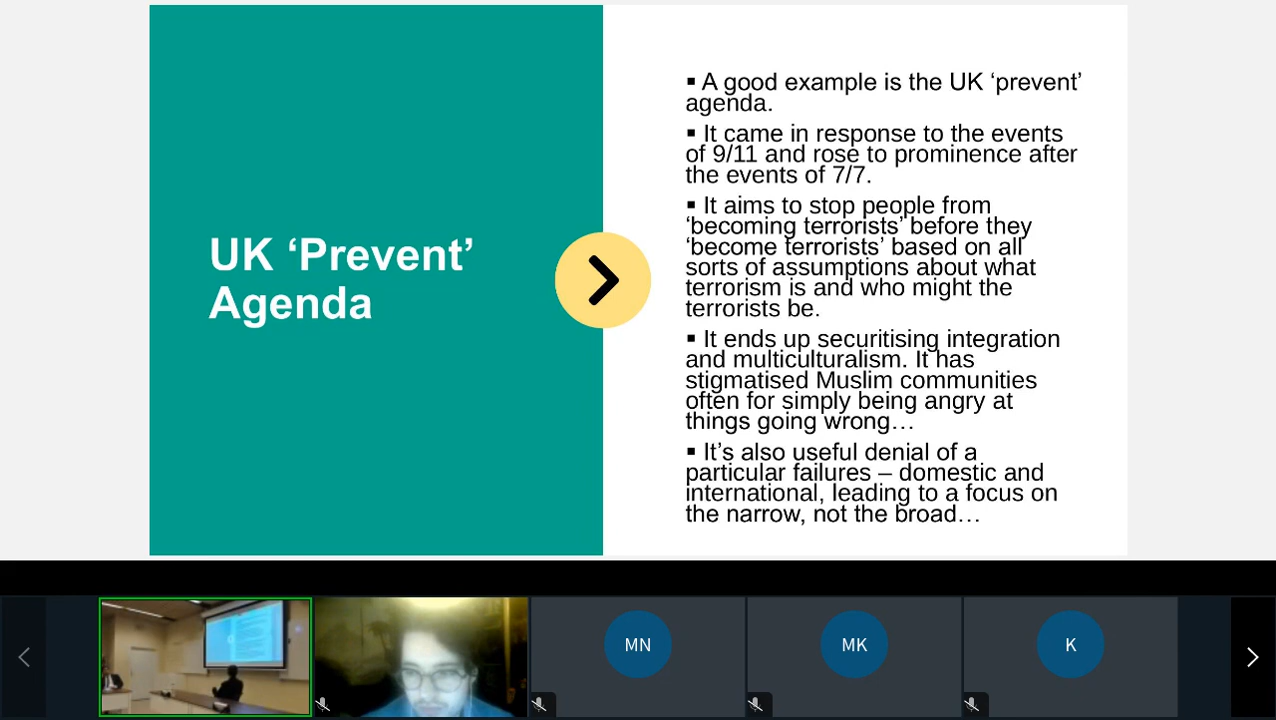 UK ‘Prevent’
Agenda
▪ A good example is the UK ‘prevent’
agenda.
▪ It came in response to the events
of 9/11 and rose to prominence after
the events of 7/7.
▪ It aims to stop people from
‘becoming terrorists’ before they
‘become terrorists’ based on all
sorts of assumptions about what
terrorism is and who might the
terrorists be.
▪ It ends up securitising integration
and multiculturalism. It has
stigmatised Muslim communities
often for simply being angry at
things going wrong…
▪ It’s also useful denial of a
particular failures – domestic and
international, leading to a focus on
the narrow, not the broad…
MN
MK
K